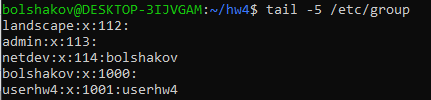 bolshakov@DESKTOP-3IJVGAM:~/hw4$ tail -5 /etc/group
landscape:x:112:
admin:x:113:
netdev:x:114:bolshakov
bolshakov:x:1000:
userhw4:x:1001:userhw4